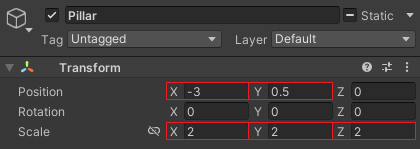 Pillar Static
Tag Untagged Layer Default
Transform
Position X -3 Y 0.5 Z 0
Rotation X 0 Y 0 Z 0
Scale X 2 Y 2 Z 2